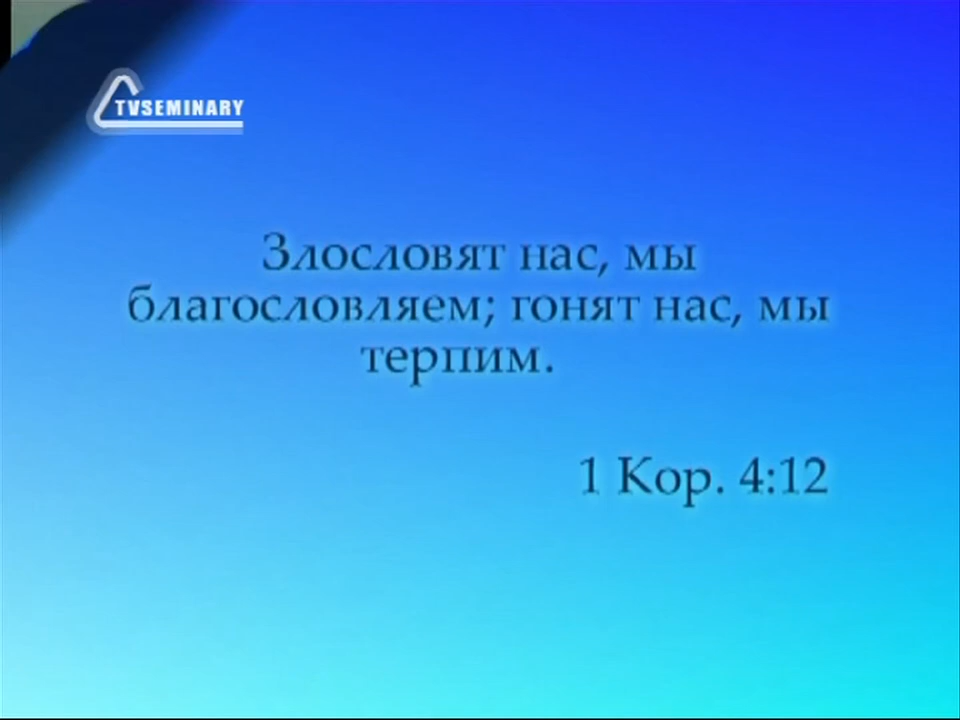 TVSEMINARY
Злословят нас, мы
благословляем; гонят нас, мы
терпим.
1 Кор. 4:12